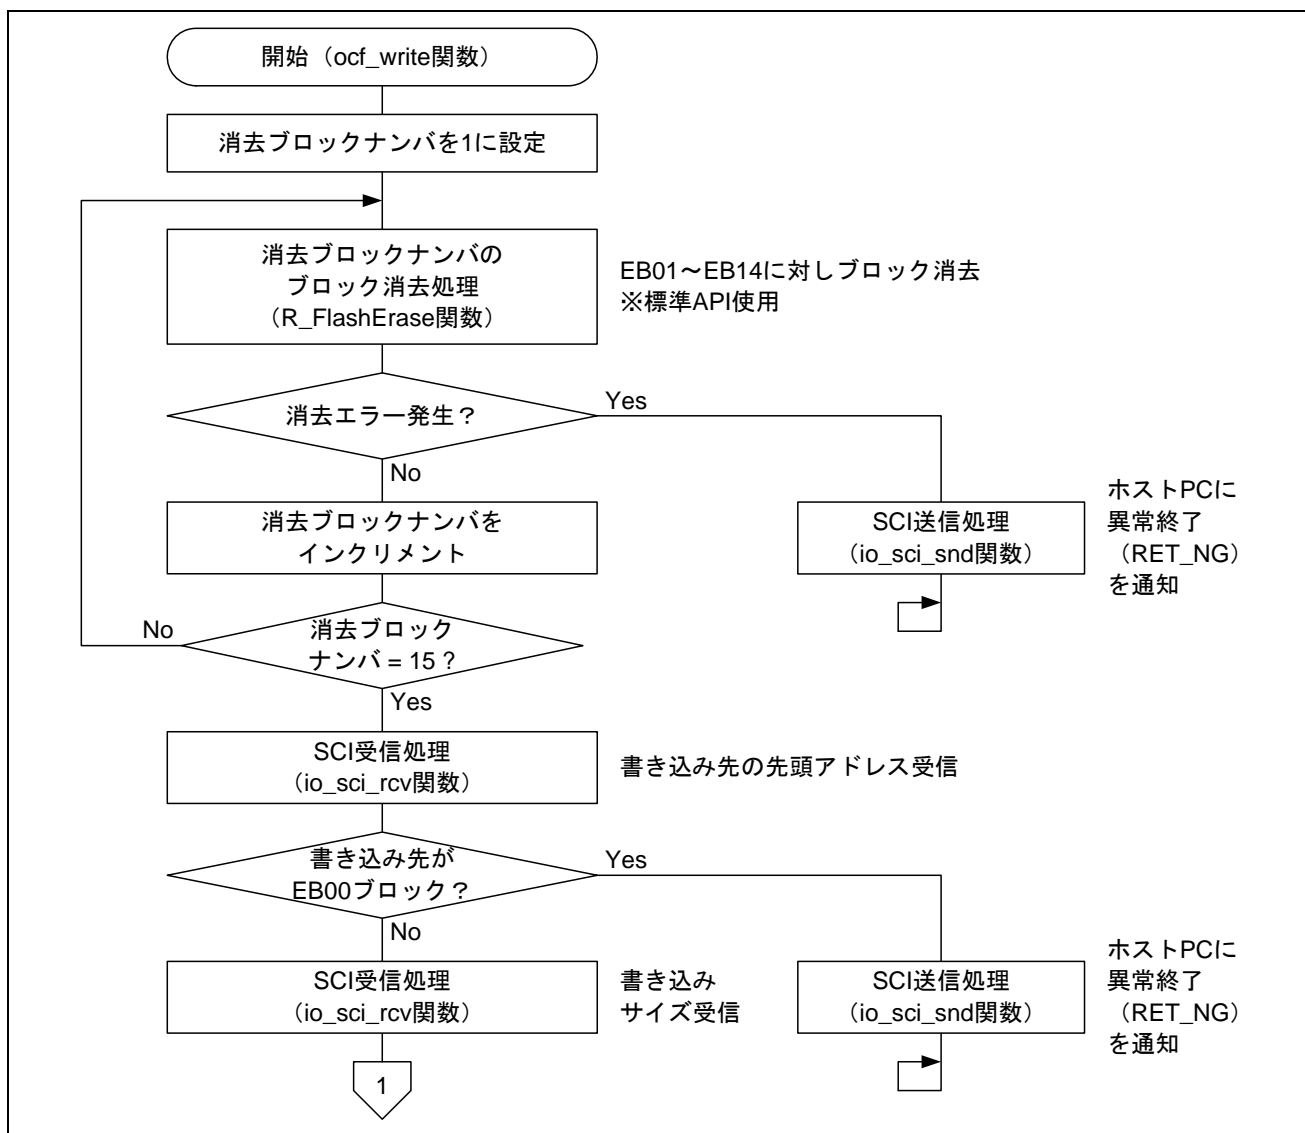 開始（ocf_write関数）
消去ブロックナンバを1に設定
消去ブロックナンバの
ブロック消去処理
（R_FlashErase関数）
EB01～EB14に対しブロック消去
※標準API使用
消去エラー発生？
Yes
No
消去ブロックナンバを
インクリメント
SCI送信処理
（io_sci_snd関数）
ホストPCに
異常終了
（RET_NG）
を通知
消去ブロック
ナンバ = 15 ?
No
Yes
SCI受信処理
（io_sci_rcv関数）
書き込み先の先頭アドレス受信
書き込み先が
EB00ブロック？
Yes
No
SCI受信処理
（io_sci_rcv関数）
書き込み
サイズ受信
SCI送信処理
（io_sci_snd関数）
ホストPCに
異常終了
（RET_NG）
を通知
1